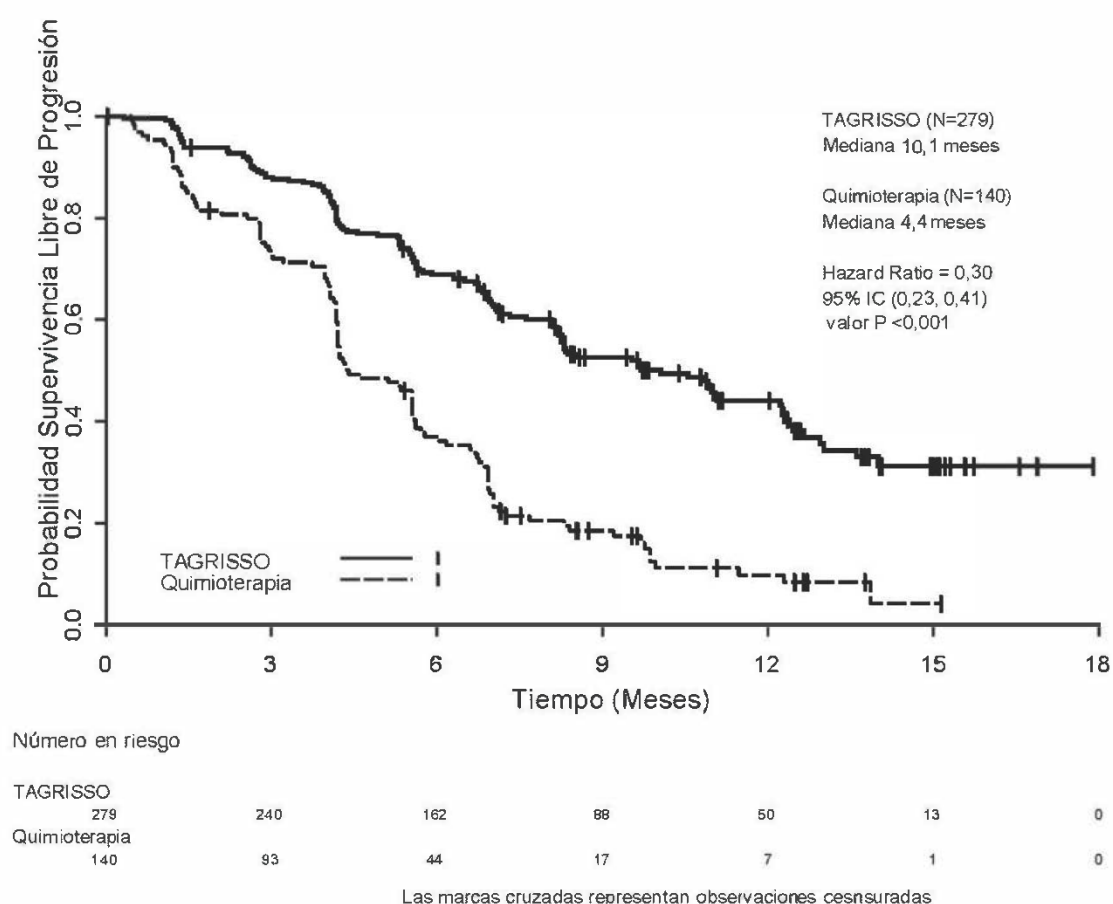 Probabilidad Supervivencia Libre de Progresión
1.0
0.8
0.6
0.4
0.2
0.0
TAGRISSO (N=279)
Mediana 10,1 meses
Quimioterapia (N=140)
Mediana 4,4 meses
Hazard Ratio = 0,30
95% IC (0,23, 0,41)
valor P <0,001
TAGRISSO
Quimioterapia
0 3 6 9 12 15 18
Tiempo (Meses)
Número en riesgo
TAGRISSO
279 240 162 88 50 13 0
Quimioterapia
140 93 44 17 7 1 0
Las marcas cruzadas representan observaciones cesnsuradas